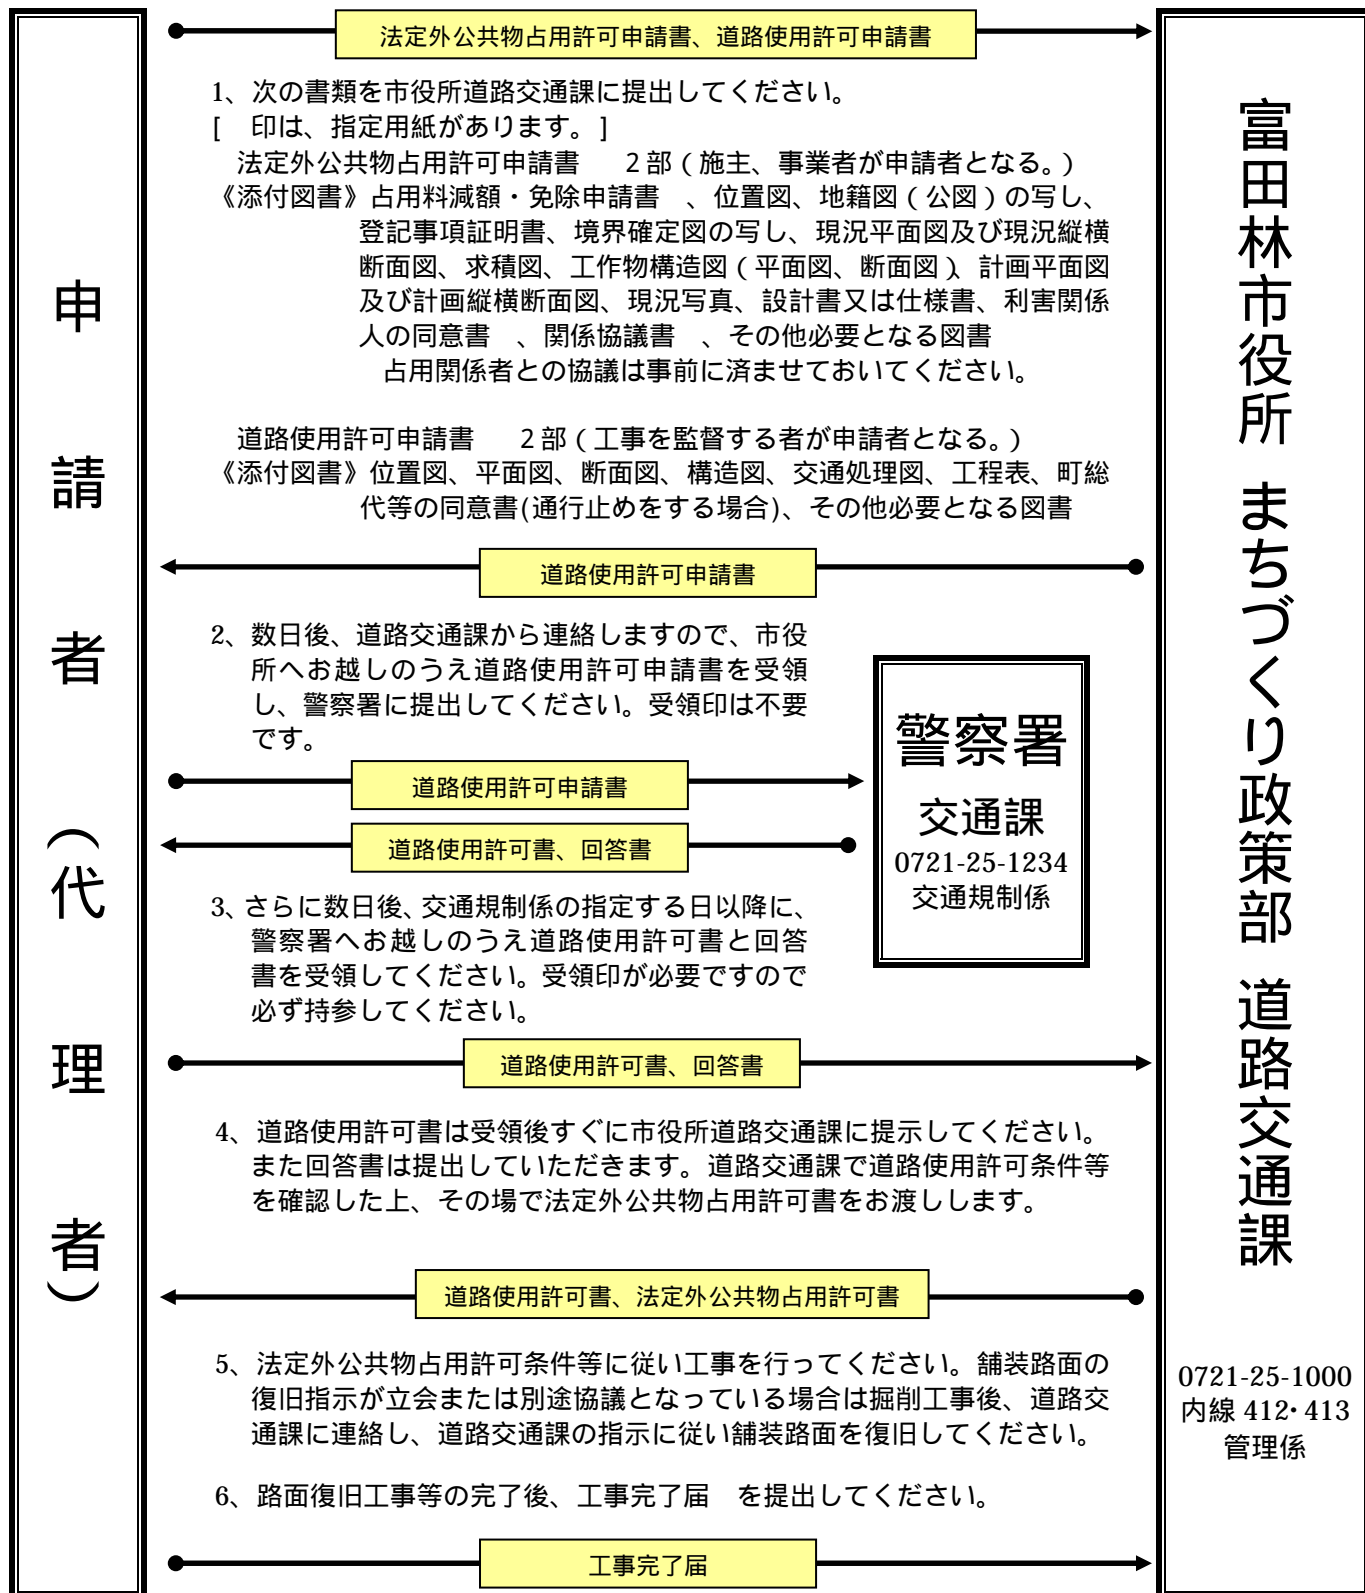 申請者（代理者）
法定外公共物占用許可申請書、道路使用許可申請書
1、次の書類を市役所道路交通課に提出してください。
[　印は、指定用紙があります。]
法定外公共物占用許可申請書　　2部（施主、事業者が申請者となる。）
《添付図書》占用料減額・免除申請書　、位置図、地籍図（公図）の写し、
登記事項証明書、境界確定図の写し、現況平面図及び現況縦横
断面図、求積図、工作物構造図（平面図、断面図）、計画平面図
及び計画縦横断面図、現況写真、設計書又は仕様書、利害関係
人の同意書　、関係協議書　、その他必要となる図書
占用関係者との協議は事前に済ませておいてください。
道路使用許可申請書　　2部（工事を監督する者が申請者となる。）
《添付図書》位置図、平面図、断面図、構造図、交通処理図、工程表、町総
代等の同意書(通行止めをする場合)、その他必要となる図書
道路使用許可申請書
2、数日後、道路交通課から連絡しますので、市役
所へお越しのうえ道路使用許可申請書を受領
し、警察署に提出してください。受領印は不要
です。
道路使用許可申請書
道路使用許可書、回答書
警察署
交通課
0721-25-1234
交通規制係
3、さらに数日後、交通規制係の指定する日以降に、
警察署へお越しのうえ道路使用許可書と回答
書を受領してください。受領印が必要ですので
必ず持参してください。
道路使用許可書、回答書
4、道路使用許可書は受領後すぐに市役所道路交通課に提示してください。
また回答書は提出していただきます。道路交通課で道路使用許可条件等
を確認した上、その場で法定外公共物占用許可書をお渡しします。
道路使用許可書、法定外公共物占用許可書
5、法定外公共物占用許可条件等に従い工事を行ってください。舗装路面の
復旧指示が立会または別途協議となっている場合は掘削工事後、道路交
通課に連絡し、道路交通課の指示に従い舗装路面を復旧してください。
6、路面復旧工事等の完了後、工事完了届　を提出してください。
工事完了届
富田林市役所 まちづくり政策部 道路交通課
0721-25-1000
内線 412・413
管理係